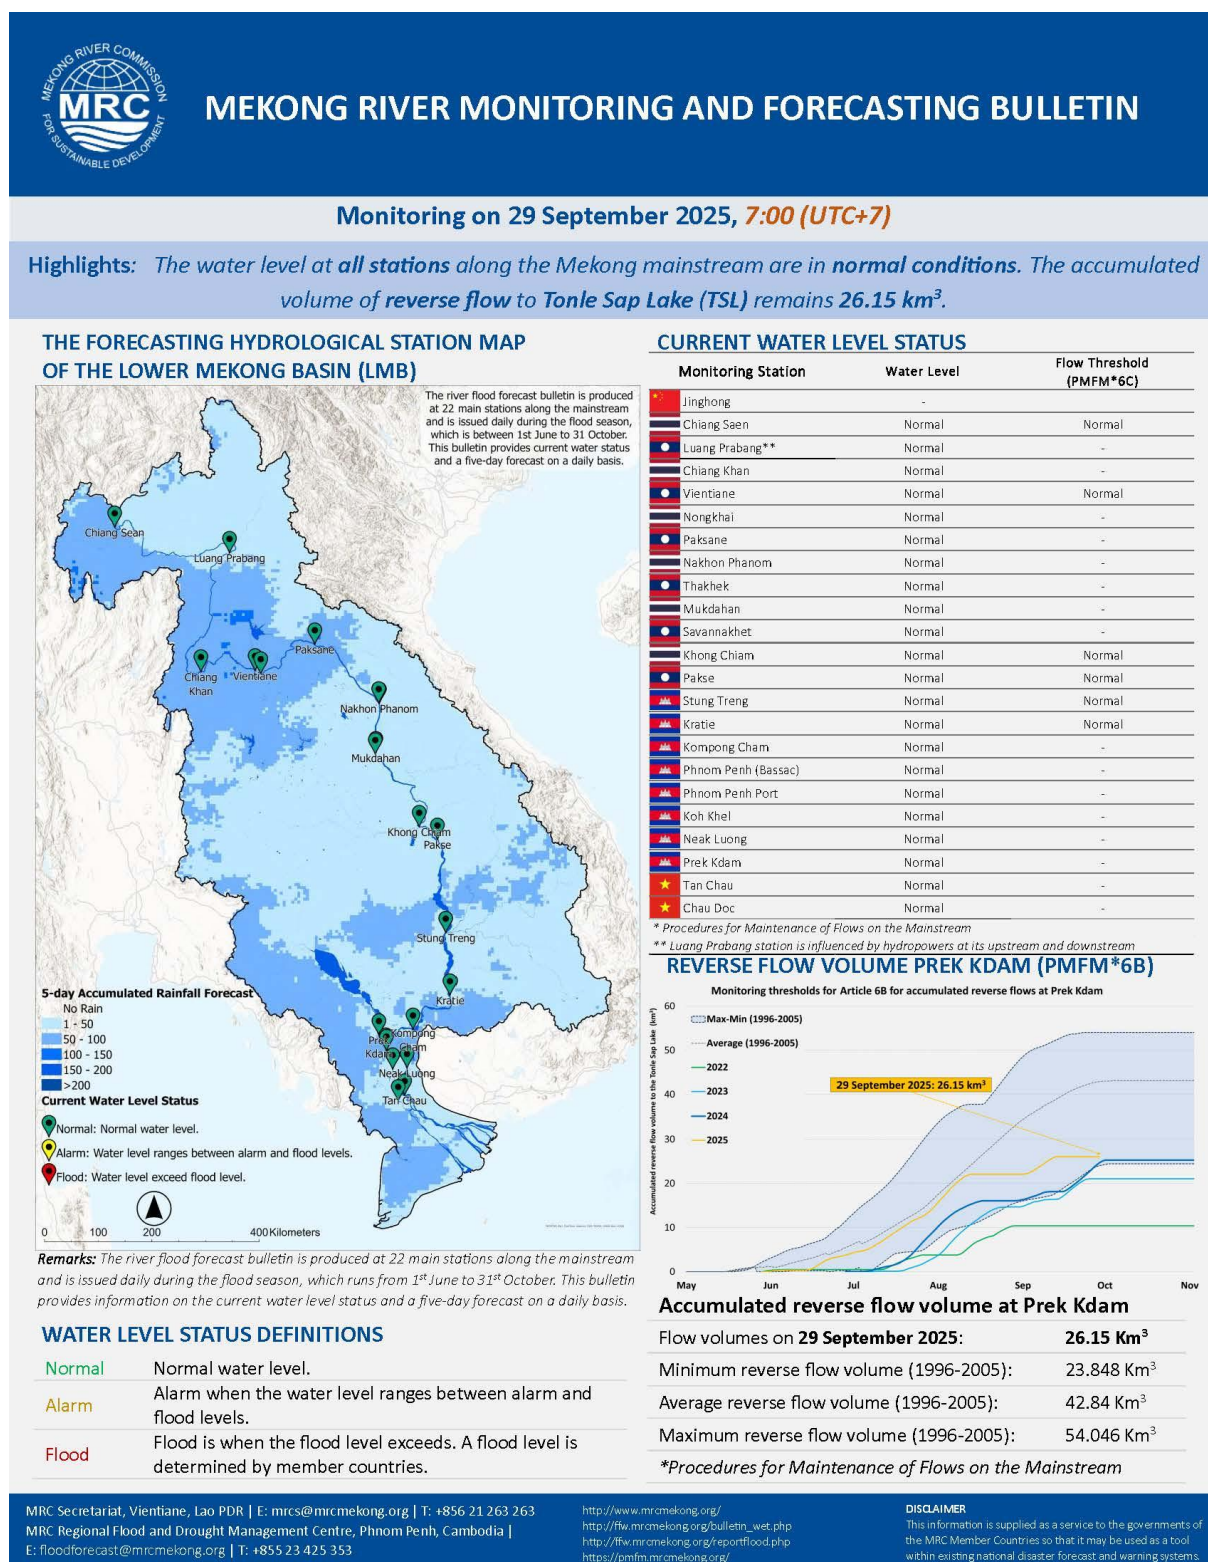 MEKONG RIVER COMMISSION
MRC
FOR SUSTAINABLE DEVELOPMENT
MEKONG RIVER MONITORING AND FORECASTING BULLETIN
Monitoring on 29 September 2025, 7:00 (UTC+7)
Highlights: The water level at all stations along the Mekong mainstream are in normal conditions. The accumulated
volume of reverse flow to Tonle Sap Lake (TSL) remains 26.15 km³.
THE FORECASTING HYDROLOGICAL STATION MAP
OF THE LOWER MEKONG BASIN (LMB)
The river flood forecast bulletin is produced
at 22 main stations along the mainstream
and is issued daily during the flood season,
which is between 1st June to 31 October.
This bulletin provides current water status
and a five-day forecast on a daily basis.
Chiang Sean
Luang Prabang
Paksane
Chiang
Khan
Vientiane
Nakhon Phanom
Mukdahan
Khong Cham
Pakse
Stung Treng
Kratie
Kompong
Cham
Prek
Kdam
Neak Luong
Tan Chau
5-day Accumulated Rainfall Forecast
No Rain
1 - 50
50 - 100
100 - 150
150 - 200
>200
Current Water Level Status
Normal: Normal water level.
Alarm: Water level ranges between alarm and flood levels.
Flood: Water level exceed flood level.
0 100 200 400 Kilometers
Remarks: The river flood forecast bulletin is produced at 22 main stations along the mainstream
and is issued daily during the flood season, which runs from 1st June to 31st October. This bulletin
provides information on the current water level status and a five-day forecast on a daily basis.
WATER LEVEL STATUS DEFINITIONS
Normal Normal water level.
Alarm Alarm when the water level ranges between alarm and
flood levels.
Flood Flood is when the flood level exceeds. A flood level is
determined by member countries.
CURRENT WATER LEVEL STATUS
Monitoring Station Water Level Flow Threshold
(PMFM*6C)
Jinghong -
Chiang Saen Normal Normal
Luang Prabang** Normal -
Chiang Khan Normal -
Vientiane Normal Normal
Nongkhai Normal -
Paksane Normal -
Nakhon Phanom Normal -
Thakhek Normal -
Mukdahan Normal -
Savannakhet Normal -
Khong Chiam Normal Normal
Pakse Normal Normal
Stung Treng Normal Normal
Kratie Normal Normal
Kompong Cham Normal -
Phnom Penh (Bassac) Normal -
Phnom Penh Port Normal -
Koh Khel Normal -
Neak Luong Normal -
Prek Kdam Normal -
Tan Chau Normal -
Chau Doc Normal -
* Procedures for Maintenance of Flows on the Mainstream
** Luang Prabang station is influenced by hydropowers at its upstream and downstream
REVERSE FLOW VOLUME PREK KDAM (PMFM*6B)
Monitoring thresholds for Article 6B for accumulated reverse flows at Prek Kdam
Accumulated reverse flow volume to the Tonle Sap Lake (km³)
60
50
40
30
20
10
0
Max-Min (1996-2005)
Average (1996-2005)
2022
2023
2024
2025
29 September 2025: 26.15 km³
May Jun Jul Aug Sep Oct Nov
Accumulated reverse flow volume at Prek Kdam
Flow volumes on 29 September 2025: 26.15 Km³
Minimum reverse flow volume (1996-2005): 23.848 Km³
Average reverse flow volume (1996-2005): 42.84 Km³
Maximum reverse flow volume (1996-2005): 54.046 Km³
*Procedures for Maintenance of Flows on the Mainstream
MRC Secretariat, Vientiane, Lao PDR | E: mrcs@mrcmekong.org | T: +856 21 263 263
MRC Regional Flood and Drought Management Centre, Phnom Penh, Cambodia |
E: floodforecast@mrcmekong.org | T: +855 23 425 353
http://www.mrcmekong.org/
http://ffw.mrcmekong.org/bulletin_wet.php
http://ffw.mrcmekong.org/reportflood.php
https://pmfm.mrcmekong.org/
DISCLAIMER
This information is supplied as a service to the governments of
the MRC Member Countries so that it may be used as a tool
within existing national disaster forecast and warning systems.